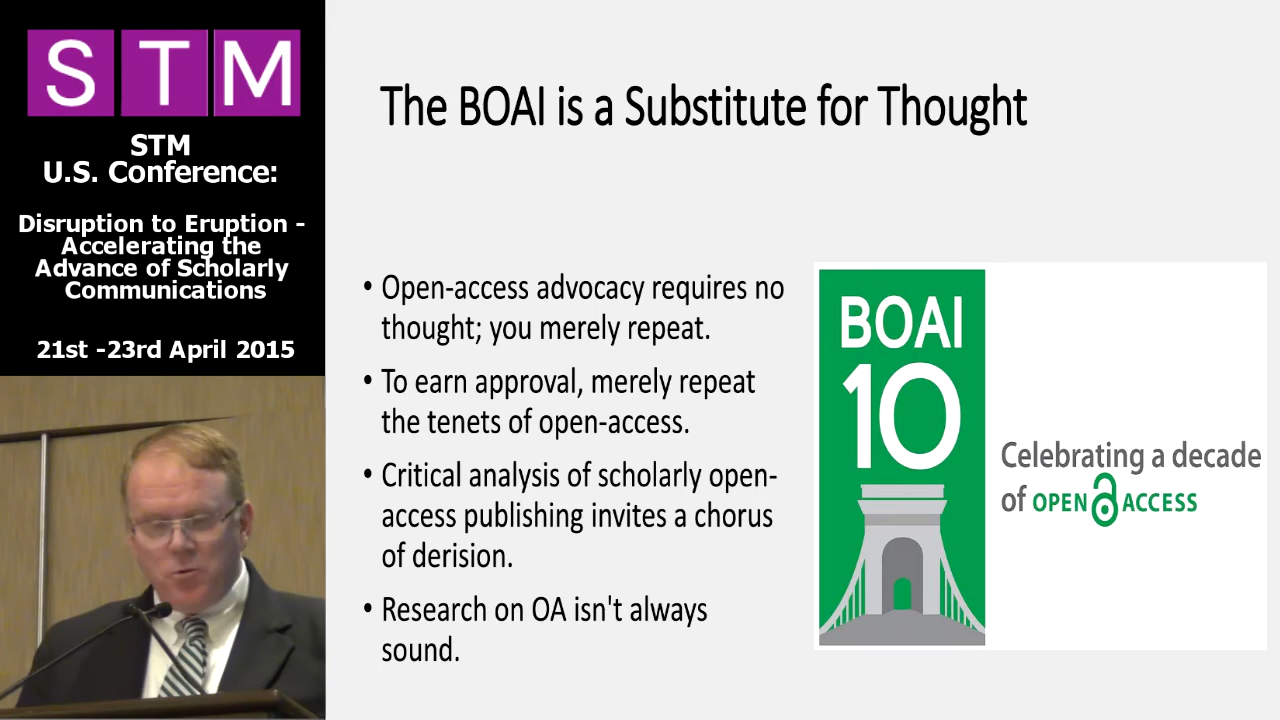 STM
STM
U.S. Conference:
Disruption to Eruption -
Accelerating the
Advance of Scholarly
Communications
21st -23rd April 2015
The BOAI is a Substitute for Thought
• Open-access advocacy requires no
thought; you merely repeat.
• To earn approval, merely repeat
the tenets of open-access.
• Critical analysis of scholarly open-
access publishing invites a chorus
of derision.
• Research on OA isn't always
sound.
BOAI
10
Celebrating a decade
of OPEN ACCESS